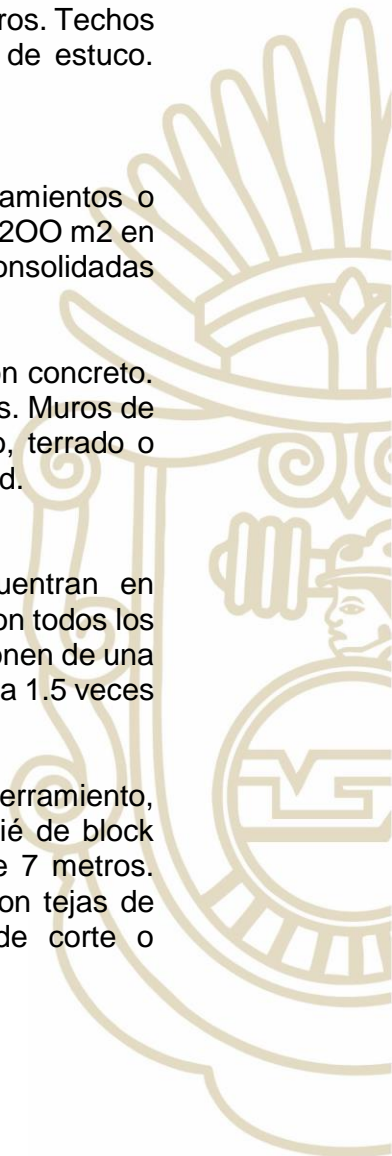 ros. Techos
de estuco.
amientos o
2OO m2 en
onsolidadas
n concreto.
s. Muros de
o, terrado o
d.
uentran en
on todos los
onen de una
a 1.5 veces
erramiento,
ié de block
e 7 metros.
on tejas de
de corte o